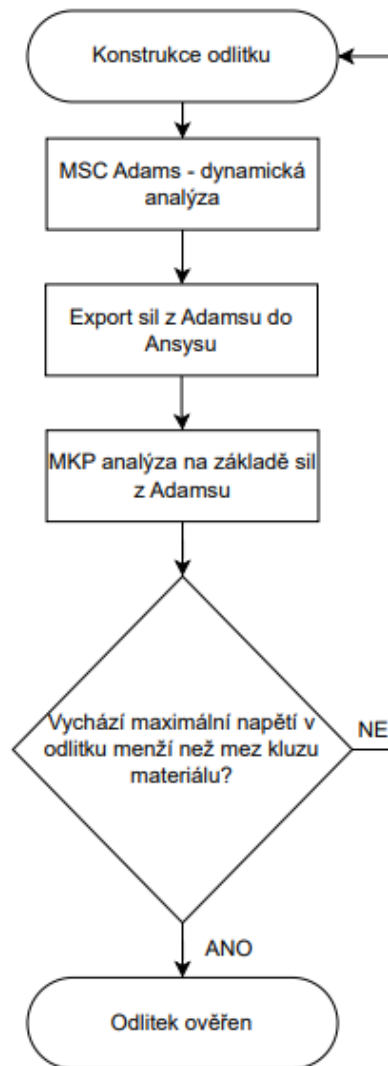 Konstrukce odlitku
MSC Adams - dynamická
analýza
Export sil z Adamsu do
Ansysu
MKP analýza na základě sil
z Adamsu
Vychází maximální napětí v
odlitku menží než mez kluzu
materiálu?
NE
ANO
Odlitek ověřen